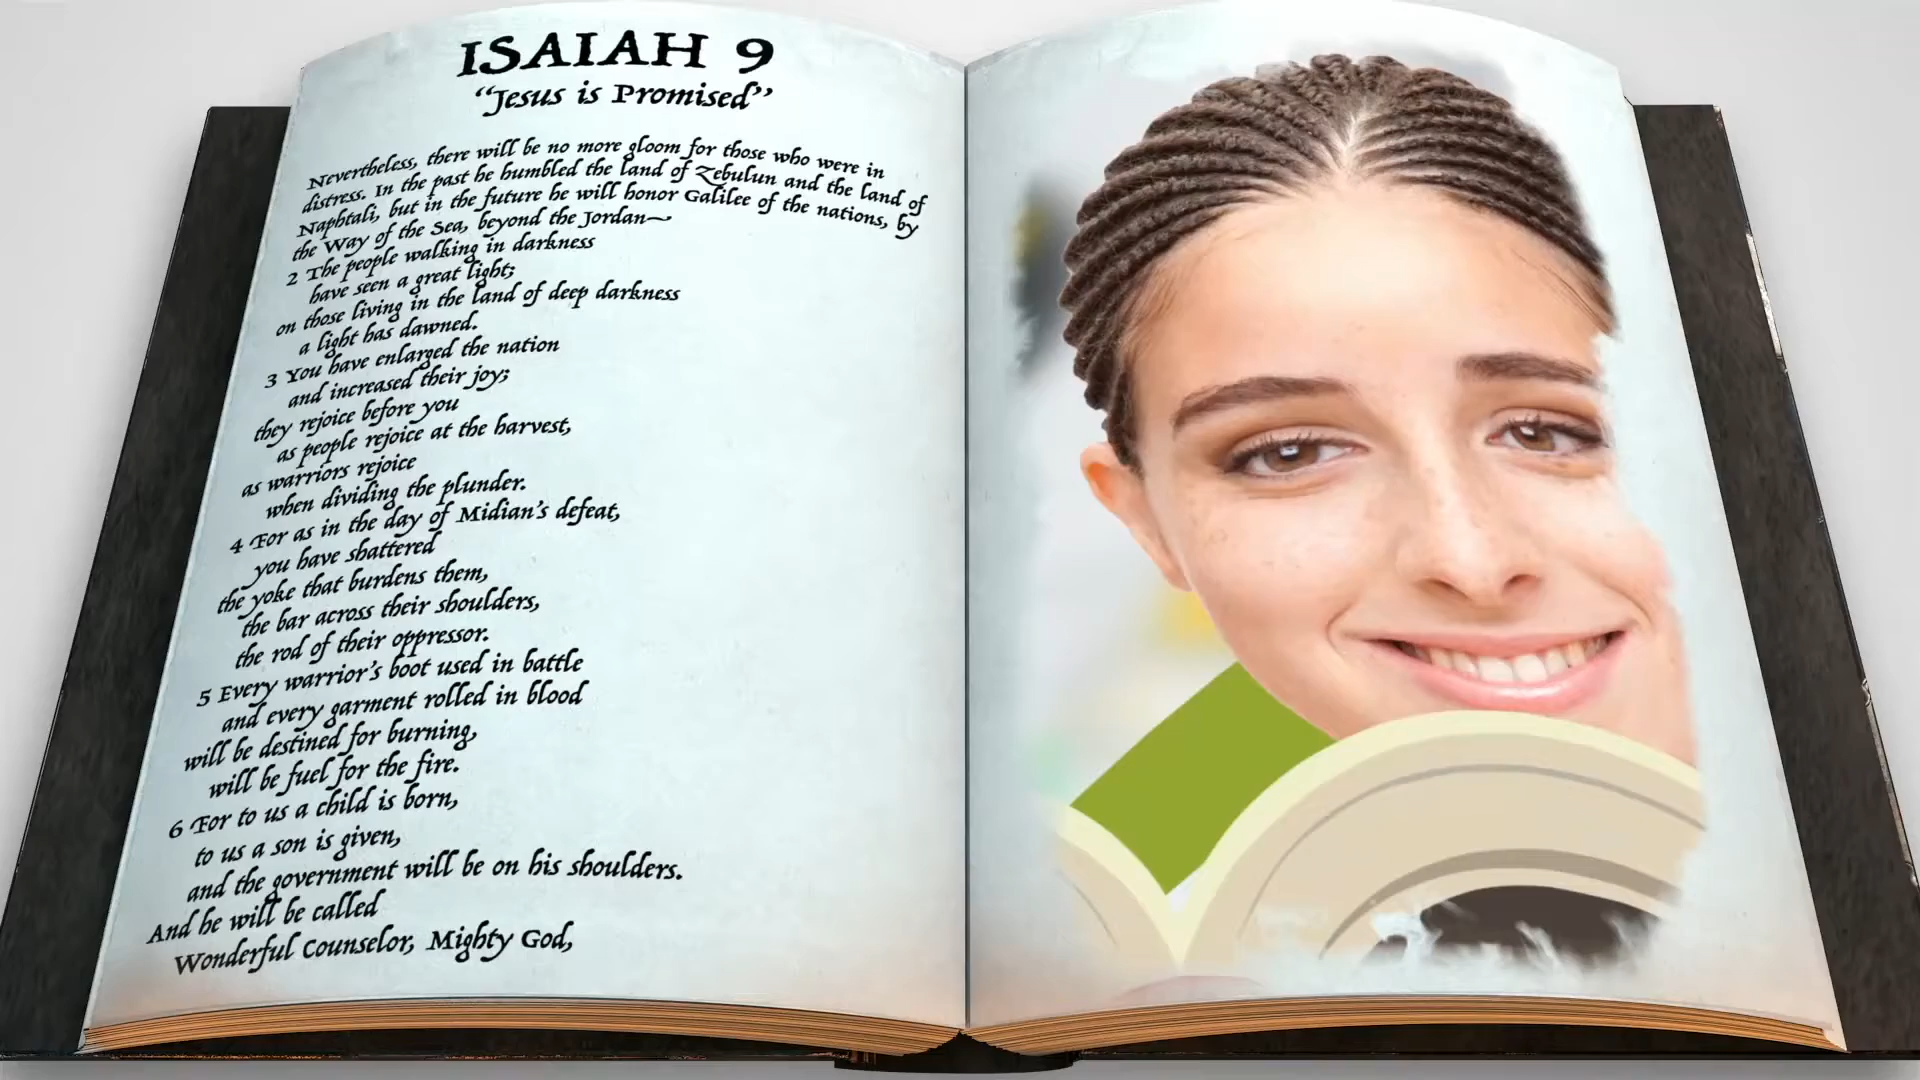 ISAIAH 9
“Jesus is Promised”
Nevertheless, there will be no more gloom for those who were in
distress. In the past he humbled the land of Zebulun and the land of
Naphtali, but in the future he will honor Galilee of the nations, by
the Way of the Sea, beyond the Jordan—
2 The people walking in darkness
have seen a great light;
on those living in the land of deep darkness
a light has dawned.
3 You have enlarged the nation
and increased their joy;
they rejoice before you
as people rejoice at the harvest,
as warriors rejoice
when dividing the plunder.
4 For as in the day of Midian’s defeat,
you have shattered
the yoke that burdens them,
the bar across their shoulders,
the rod of their oppressor.
5 Every warrior’s boot used in battle
and every garment rolled in blood
will be destined for burning,
will be fuel for the fire.
6 For to us a child is born,
to us a son is given,
and the government will be on his shoulders.
And he will be called
Wonderful Counselor, Mighty God,